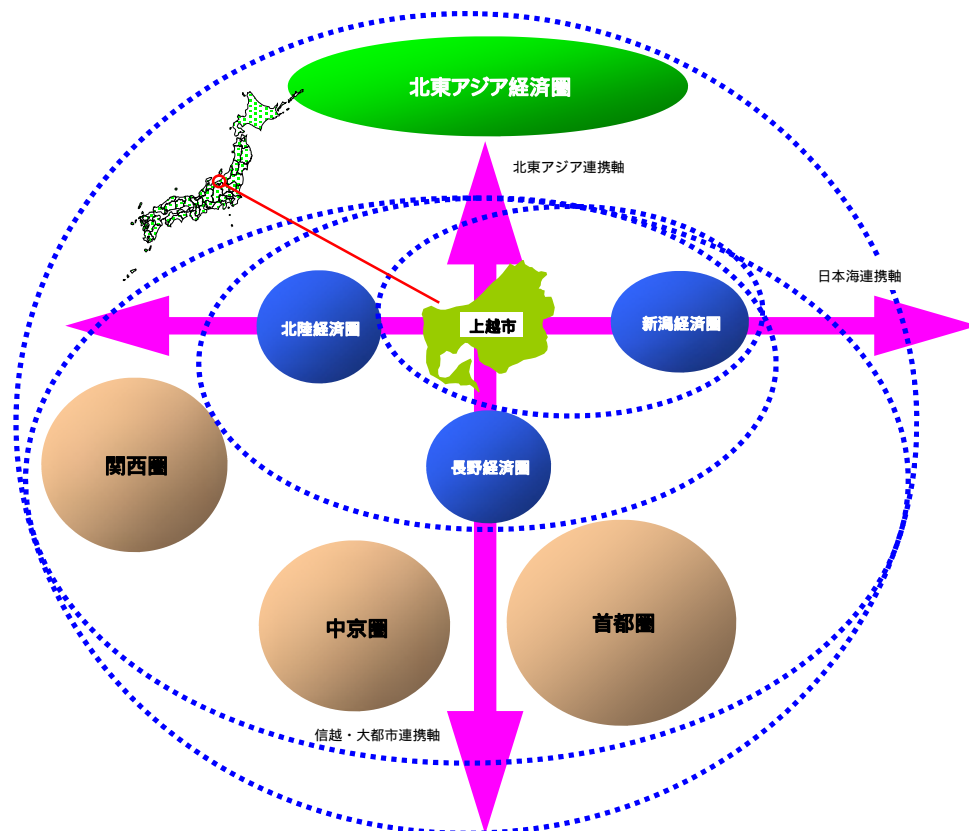 北東アジア経済圏
北東アジア連携軸
日本海連携軸
北陸経済圏
上越市
新潟経済圏
関西圏
長野経済圏
中京圏
首都圏
信越・大都市連携軸